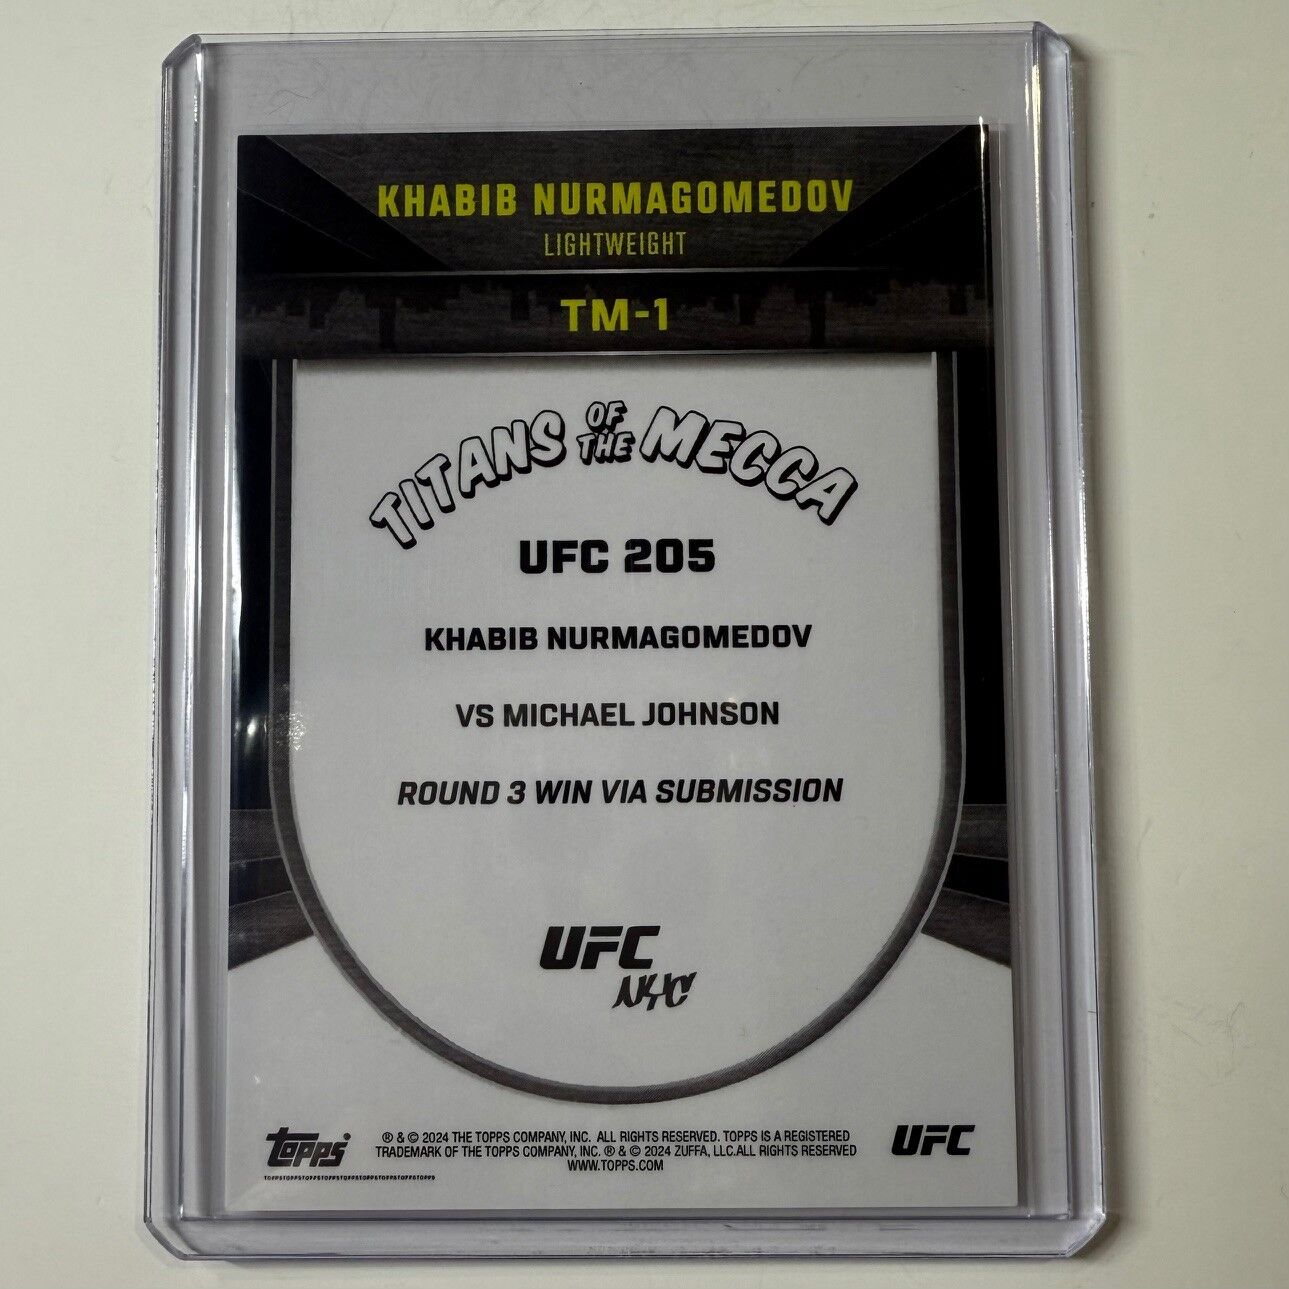 KHABIB NURMAGOMEDOV
LIGHTWEIGHT
TM-1
TITANS OF THE MECCA
UFC 205
KHABIB NURMAGOMEDOV
VS MICHAEL JOHNSON
ROUND 3 WIN VIA SUBMISSION
UFC
NYC
topps
TOPPSTOPPSTOPPSTOPPSTOPPSTOPPSTOPPSTOPPS
® & © 2024 THE TOPPS COMPANY, INC. ALL RIGHTS RESERVED. TOPPS IS A REGISTERED
TRADEMARK OF THE TOPPS COMPANY, INC. ® & © 2024 ZUFFA, LLC.ALL RIGHTS RESERVED
WWW.TOPPS.COM
UFC